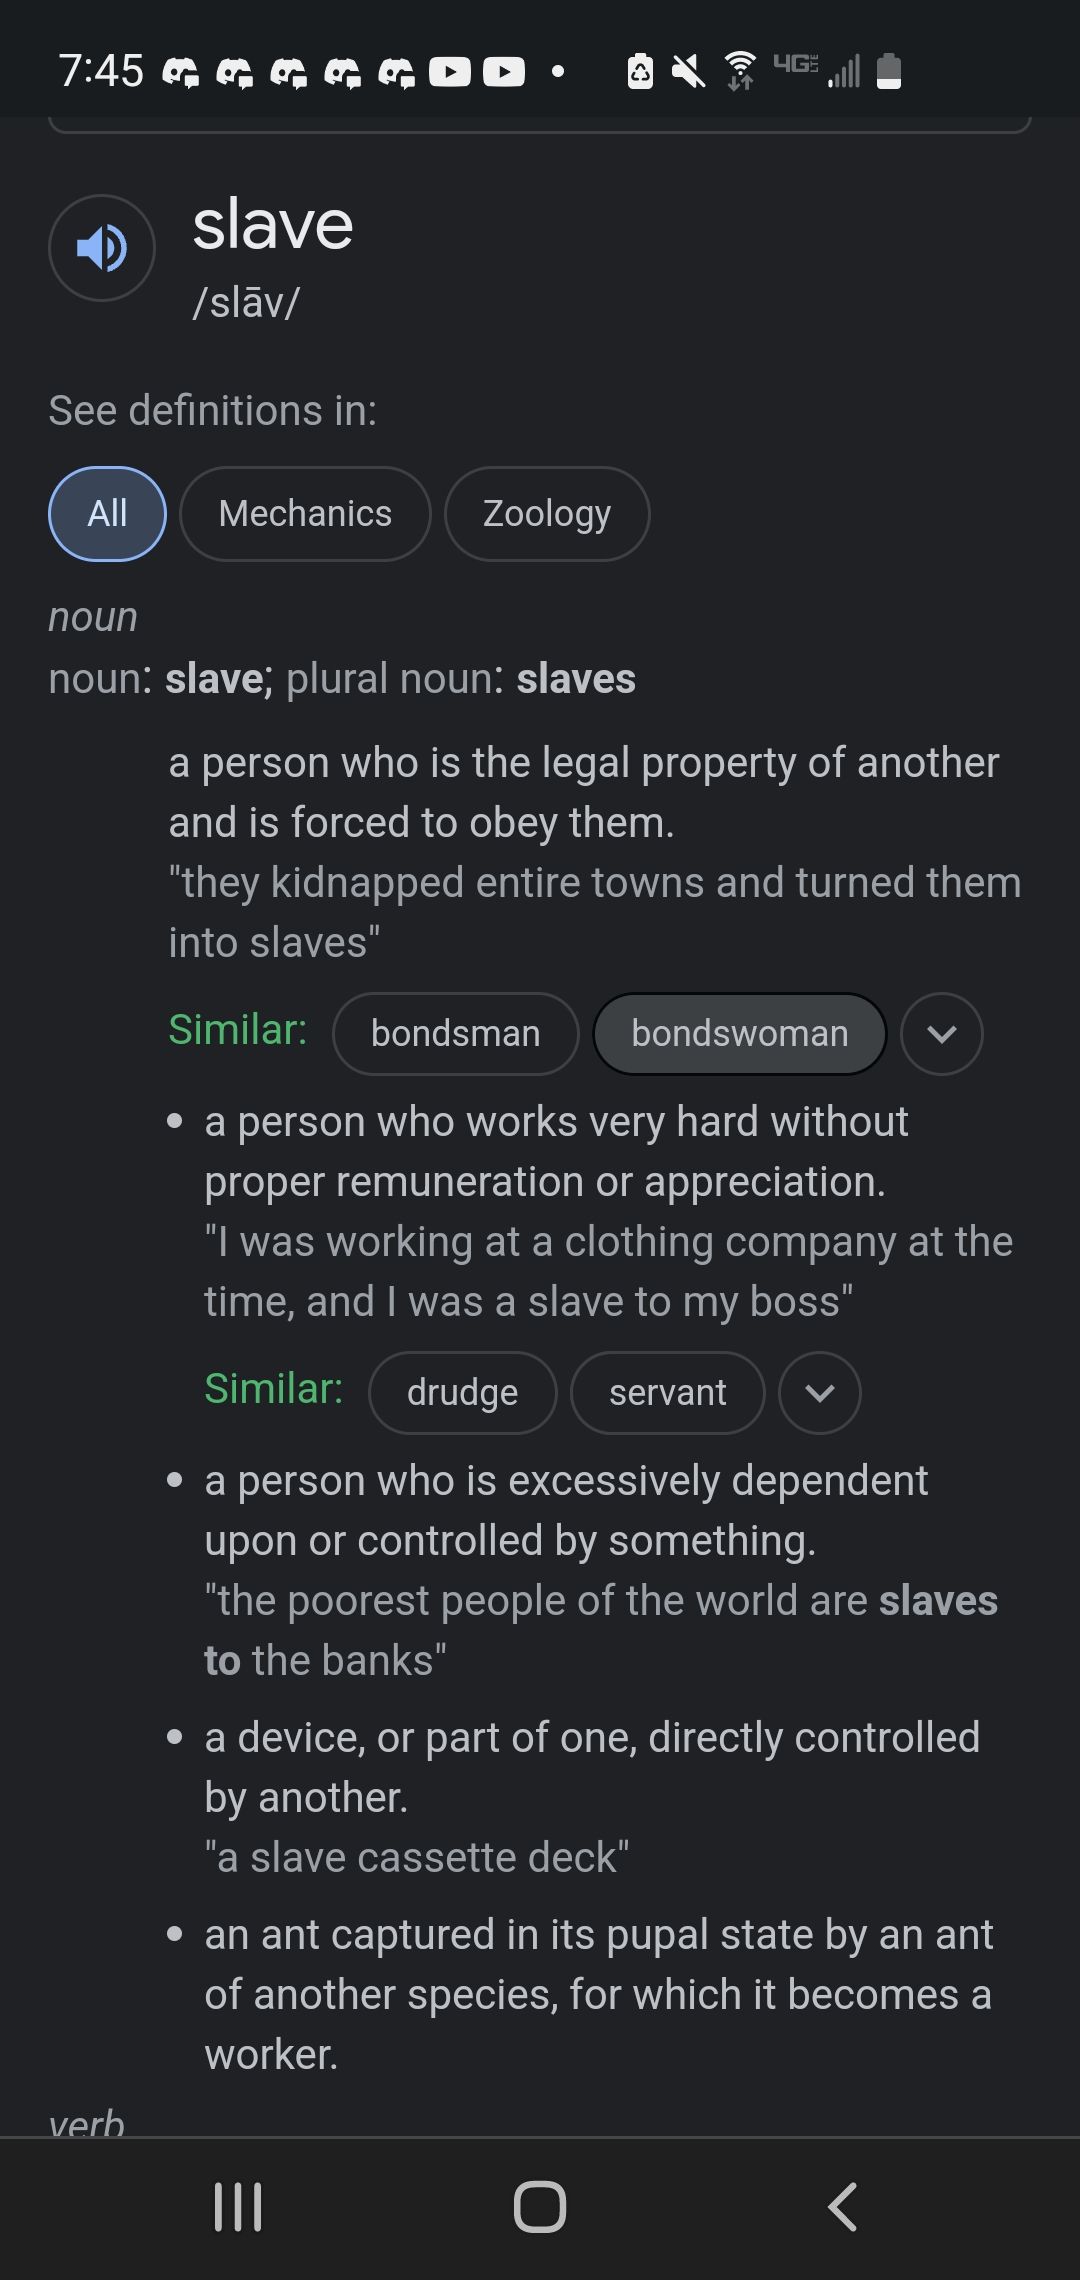 7:45
4G LTE
slave
/slāv/
See definitions in:
All Mechanics Zoology
noun
noun: slave; plural noun: slaves
a person who is the legal property of another
and is forced to obey them.
"they kidnapped entire towns and turned them
into slaves"
Similar: bondsman bondswoman
• a person who works very hard without
proper remuneration or appreciation.
"I was working at a clothing company at the
time, and I was a slave to my boss"
Similar: drudge servant
• a person who is excessively dependent
upon or controlled by something.
"the poorest people of the world are slaves
to the banks"
• a device, or part of one, directly controlled
by another.
"a slave cassette deck"
• an ant captured in its pupal state by an ant
of another species, for which it becomes a
worker.
verb